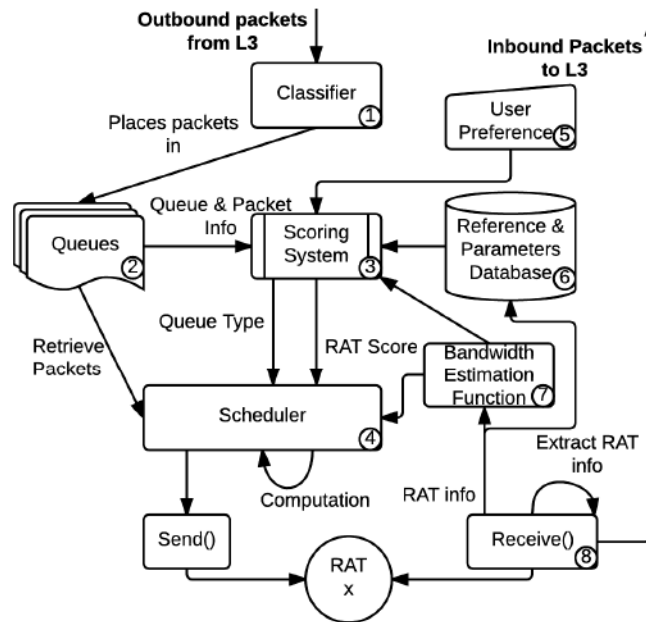 Outbound packets
from L3
Inbound Packets
to L3
Classifier
1
User
Preference
5
Places packets
in
Queue & Packet
Info
Queues
2
Scoring
System
3
Reference &
Parameters
Database
6
Queue Type
RAT Score
Retrieve
Packets
Bandwidth
Estimation
Function
7
Scheduler
4
Computation
RAT info
Extract RAT
info
Send()
RAT
x
Receive()
8